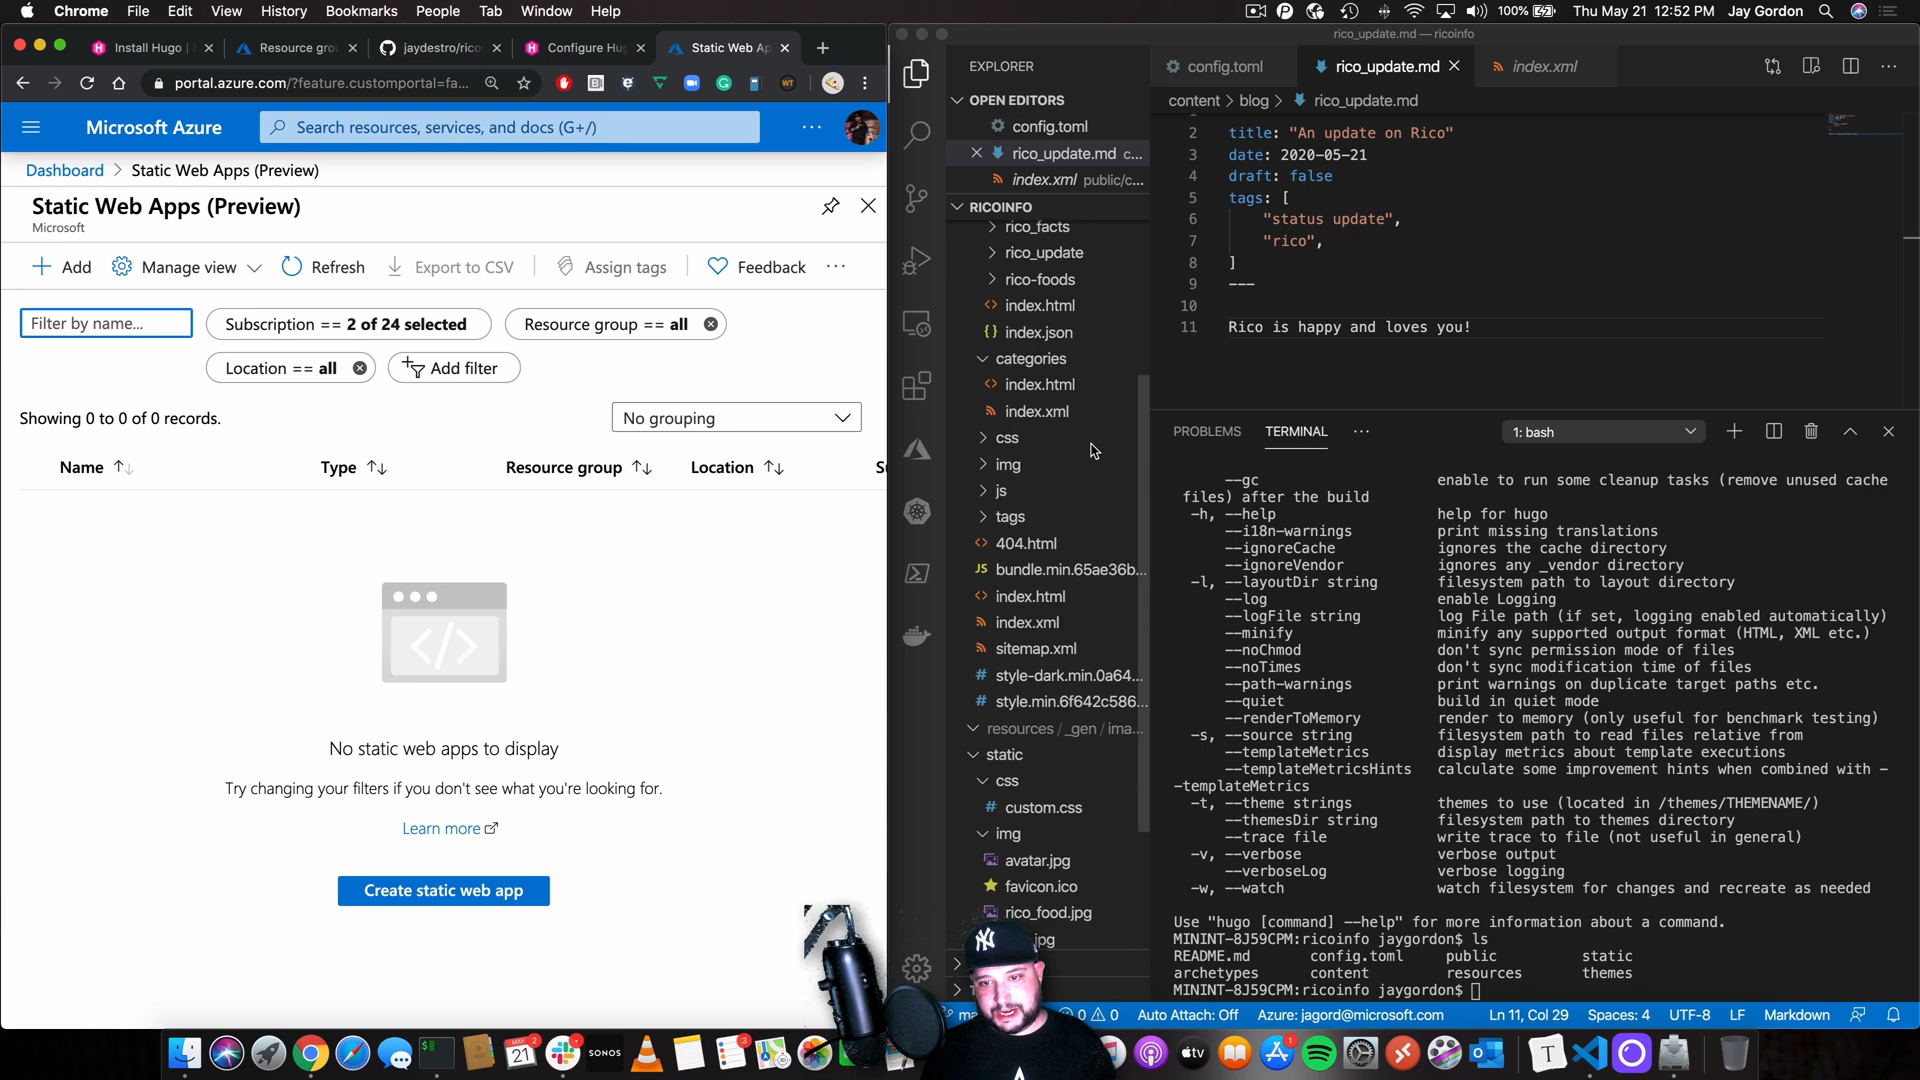 Chrome File Edit View History Bookmarks People Tab Window Help
100% Thu May 21 12:52 PM Jay Gordon
Install Hugo
Resource grou
jaydestro/rico
Configure Hug
Static Web Ap
portal.azure.com/?feature.customportal=fa...
Microsoft Azure
Search resources, services, and docs (G+/)
Dashboard > Static Web Apps (Preview)
Static Web Apps (Preview)
Microsoft
Add Manage view Refresh Export to CSV Assign tags Feedback
Filter by name...
Subscription == 2 of 24 selected
Resource group == all
Location == all
Add filter
Showing 0 to 0 of 0 records.
No grouping
Name Type Resource group Location S
No static web apps to display
Try changing your filters if you don't see what you're looking for.
Learn more
Create static web app
rico_update.md — ricoinfo
EXPLORER
OPEN EDITORS
config.toml
rico_update.md c...
index.xml public/c...
RICOINFO
rico_facts
rico_update
rico-foods
index.html
index.json
categories
index.html
index.xml
css
img
js
tags
404.html
JS bundle.min.65ae36b...
index.html
index.xml
sitemap.xml
# style-dark.min.0a64...
# style.min.6f642c586...
resources / _gen / ima...
static
css
# custom.css
img
avatar.jpg
favicon.ico
rico_food.jpg
jpg
config.toml
rico_update.md
index.xml
content > blog > rico_update.md
2 title: "An update on Rico"
3 date: 2020-05-21
4 draft: false
5 tags: [
6 "status update",
7 "rico",
8 ]
9 ---
10
11 Rico is happy and loves you!
PROBLEMS TERMINAL
1: bash
--gc enable to run some cleanup tasks (remove unused cache
files) after the build
-h, --help help for hugo
--i18n-warnings print missing translations
--ignoreCache ignores the cache directory
--ignoreVendor ignores any _vendor directory
-l, --layoutDir string filesystem path to layout directory
--log enable Logging
--logFile string log File path (if set, logging enabled automatically)
--minify minify any supported output format (HTML, XML etc.)
--noChmod don't sync permission mode of files
--noTimes don't sync modification time of files
--path-warnings print warnings on duplicate target paths etc.
--quiet build in quiet mode
--renderToMemory render to memory (only useful for benchmark testing)
-s, --source string filesystem path to read files relative from
--templateMetrics display metrics about template executions
--templateMetricsHints calculate some improvement hints when combined with -
-templateMetrics
-t, --theme strings themes to use (located in /themes/THEMENAME/)
--themesDir string filesystem path to themes directory
--trace file write trace to file (not useful in general)
-v, --verbose verbose output
--verboseLog verbose logging
-w, --watch watch filesystem for changes and recreate as needed
Use "hugo [command] --help" for more information about a command.
MININT-8J59CPM:ricoinfo jaygordon$ ls
README.md config.toml public static
archetypes content resources themes
MININT-8J59CPM:ricoinfo jaygordon$
0 0 Auto Attach: Off Azure: jagord@microsoft.com Ln 11, Col 29 Spaces: 4 UTF-8 LF Markdown
SONOS
tv